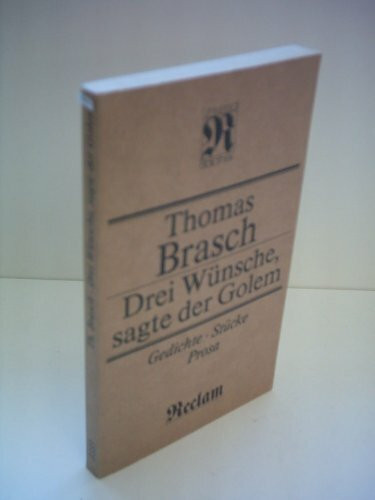 R
Thomas
Brasch
Drei Wünsche,
sagte der Golem
Gedichte · Stücke
Prosa
Reclam